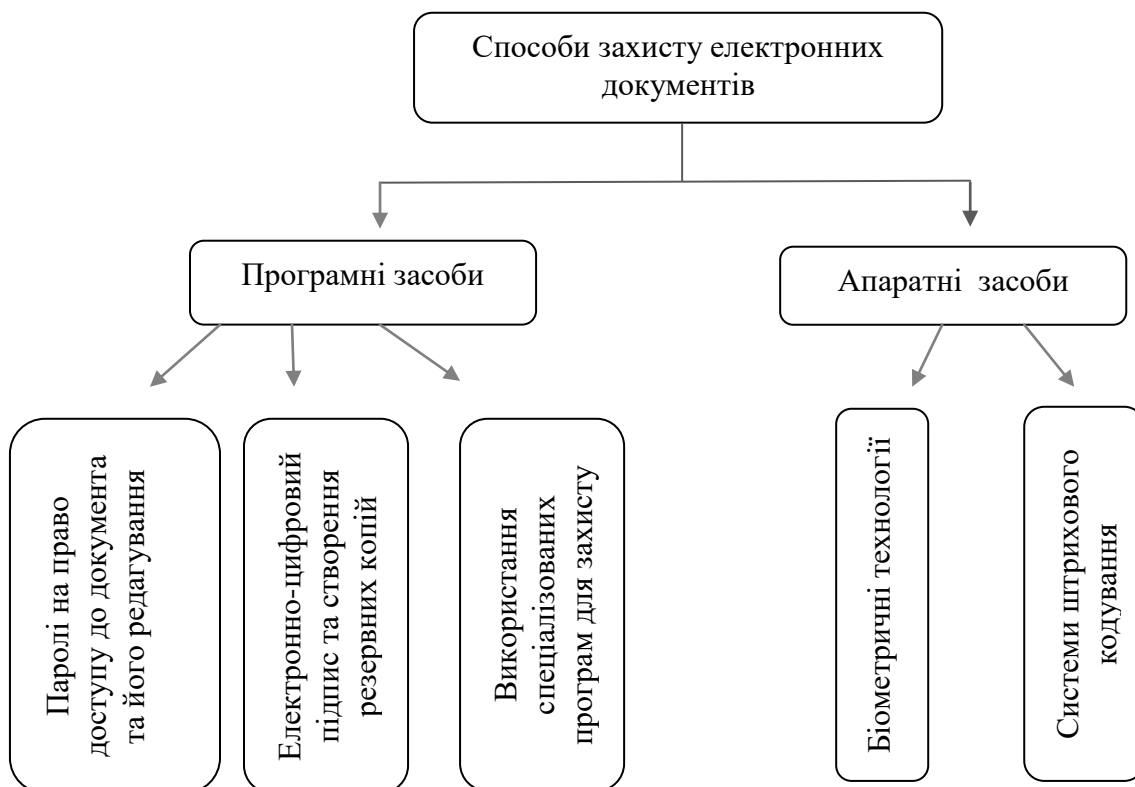 Способи захисту електронних
документів
Програмні засоби
Апаратні засоби
Паролі на право
доступу до документа
та його редагування
Електронно-цифровий
підпис та створення
резервних копій
Використання
спеціалізованих
програм для захисту
Біометричні технології
Системи штрихового
кодування